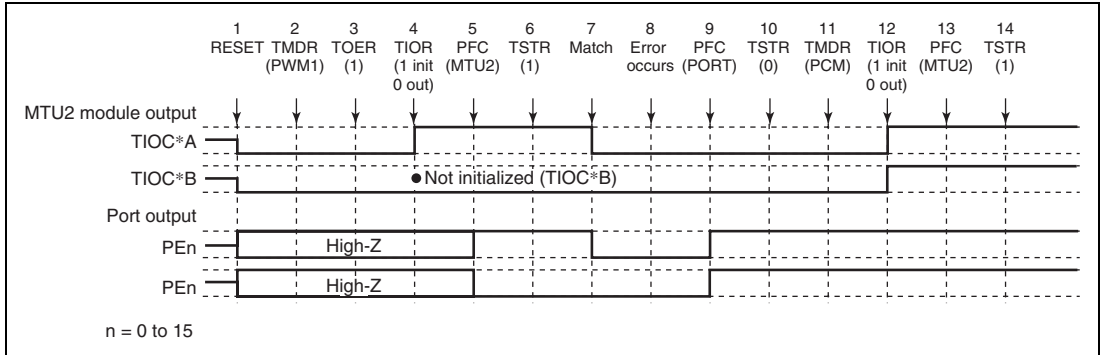 1 2 3 4 5 6 7 8 9 10 11 12 13 14
RESET TMDR TOER TIOR PFC TSTR Match Error PFC TSTR TMDR TIOR PFC TSTR
(PWM1) (1) (1 init (MTU2) (1) occurs (PORT) (0) (PCM) (1 init (MTU2) (1)
0 out) 0 out)
MTU2 module output
TIOC*A
TIOC*B ●Not initialized (TIOC*B)
Port output
PEn High-Z
PEn High-Z
n = 0 to 15